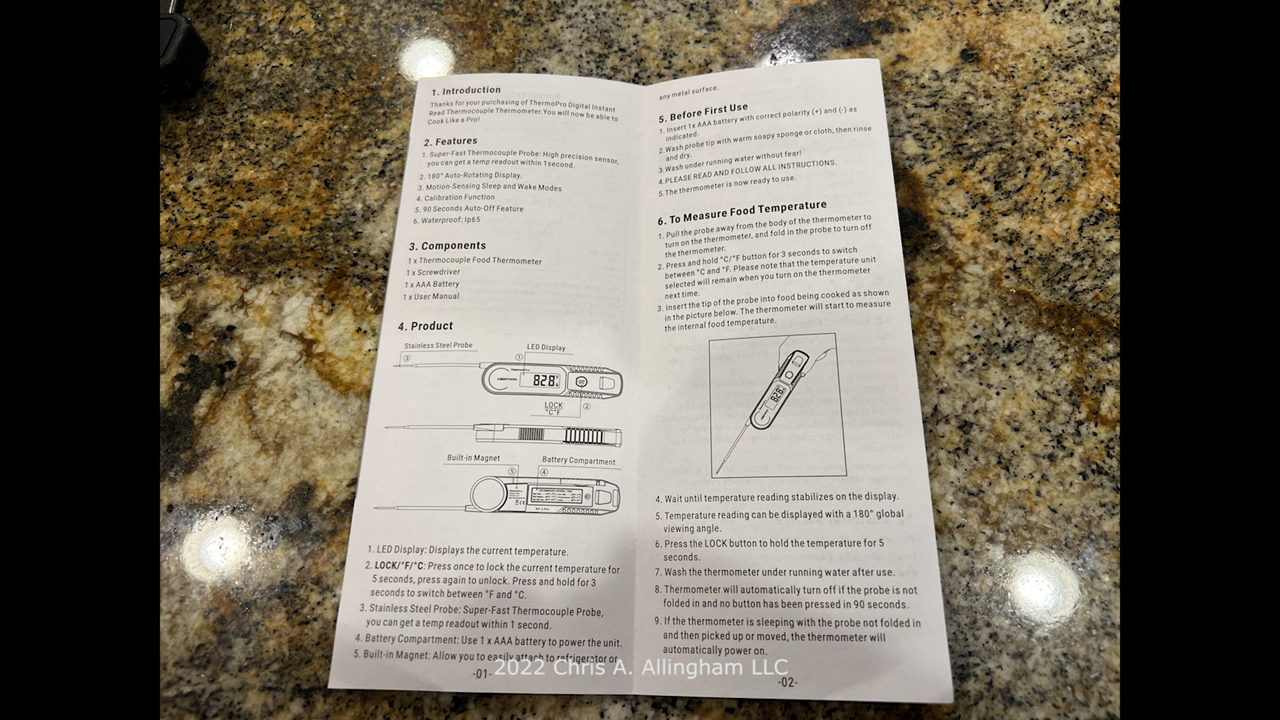 1. Introduction
Thanks for your purchasing of ThermoPro Digital Instant
Read Thermocouple Thermometer. You will now be able to
Cook Like a Pro!
2. Features
1. Super-Fast Thermocouple Probe: High precision sensor,
you can get a temp readout within 1second.
2. 180° Auto-Rotating Display.
3. Motion-Sensing Sleep and Wake Modes
4. Calibration Function
5. 90 Seconds Auto-Off Feature
6. Waterproof: Ip65
3. Components
1 x Thermocouple Food Thermometer
1 x Screwdriver
1 x AAA Battery
1 x User Manual
4. Product
Stainless Steel Probe
LED Display
③
①
828
LOCK
°C°F
②
Built-in Magnet
Battery Compartment
⑤
④
1. LED Display: Displays the current temperature.
2. LOCK/°F/°C: Press once to lock the current temperature for
5 seconds, press again to unlock. Press and hold for 3
seconds to switch between °F and °C.
3. Stainless Steel Probe: Super-Fast Thermocouple Probe,
you can get a temp readout within 1 second.
4. Battery Compartment: Use 1 x AAA battery to power the unit.
5. Built-in Magnet: Allow you to easily attach to refrigerator or
-01-
any metal surface.
5. Before First Use
1. Insert 1x AAA battery with correct polarity (+) and (-) as
indicated.
2. Wash probe tip with warm soapy sponge or cloth, then rinse
and dry.
3. Wash under running water without fear!
4. PLEASE READ AND FOLLOW ALL INSTRUCTIONS.
5. The thermometer is now ready to use.
6. To Measure Food Temperature
1. Pull the probe away from the body of the thermometer to
turn on the thermometer, and fold in the probe to turn off
the thermometer.
2. Press and hold °C/°F button for 3 seconds to switch
between °C and °F. Please note that the temperature unit
selected will remain when you turn on the thermometer
next time.
3. Insert the tip of the probe into food being cooked as shown
in the picture below. The thermometer will start to measure
the internal food temperature.
828
4. Wait until temperature reading stabilizes on the display.
5. Temperature reading can be displayed with a 180° global
viewing angle.
6. Press the LOCK button to hold the temperature for 5
seconds.
7. Wash the thermometer under running water after use.
8. Thermometer will automatically turn off if the probe is not
folded in and no button has been pressed in 90 seconds.
9. If the thermometer is sleeping with the probe not folded in
and then picked up or moved, the thermometer will
automatically power on.
-02-
2022 Chris A. Allingham LLC